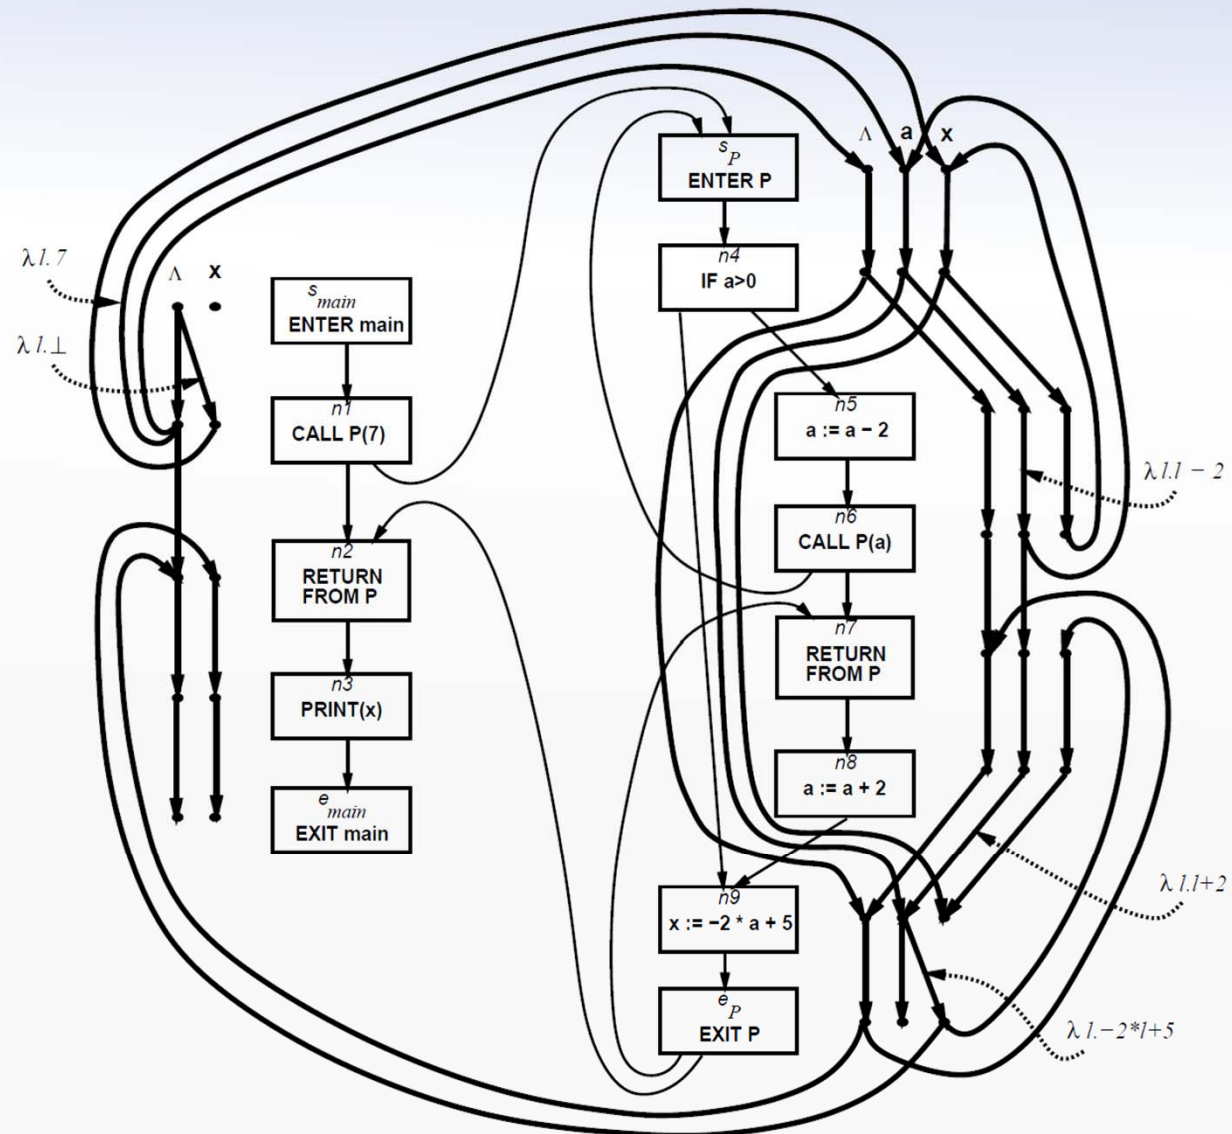 Λ a x
s_P
ENTER P
n4
IF a>0
λ l.7
Λ x
s_main
ENTER main
λ l.⊥
n1
CALL P(7)
n5
a := a − 2
λ l.l − 2
n6
CALL P(a)
n2
RETURN
FROM P
n7
RETURN
FROM P
n3
PRINT(x)
n8
a := a + 2
e_main
EXIT main
λ l.l+2
n9
x := −2 * a + 5
e_P
EXIT P
λ l.−2*l+5